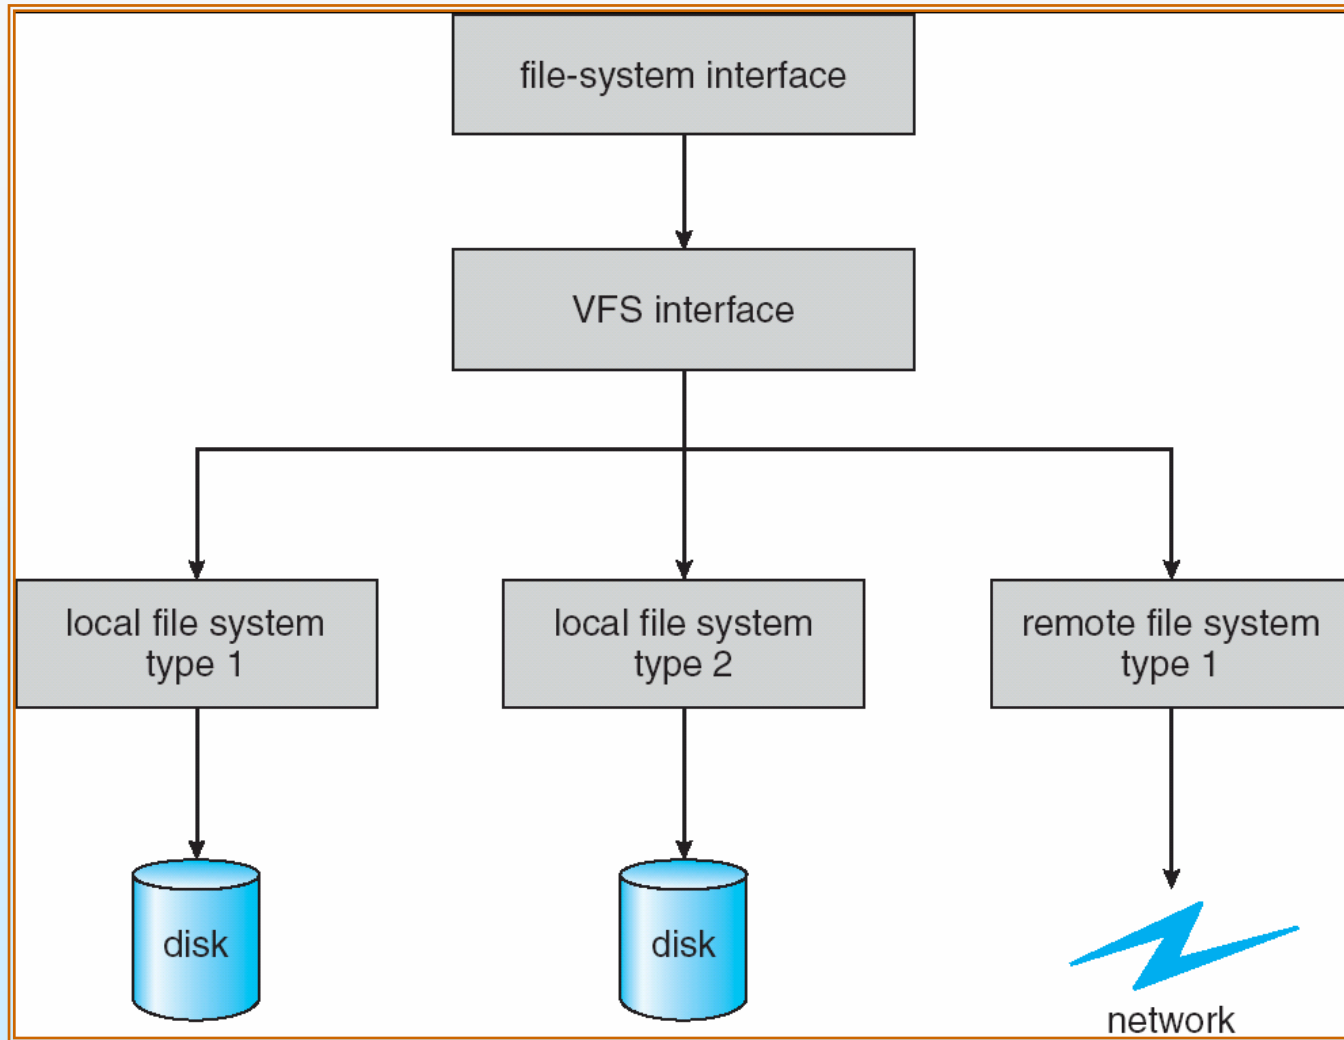 file-system interface
VFS interface
local file system
type 1
local file system
type 2
remote file system
type 1
disk
disk
network